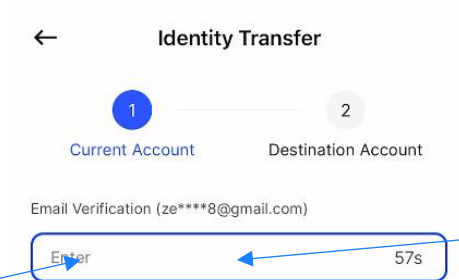 Identity Transfer
1 2
Current Account Destination Account
Email Verification (ze****8@gmail.com)
Enter 57s